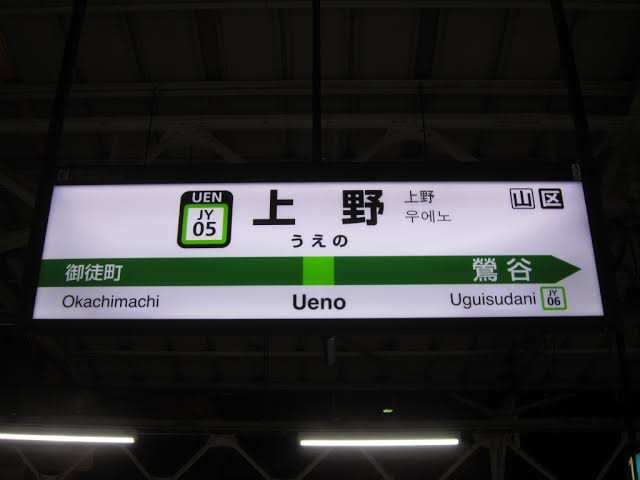 UEN
JY
05
上野
うえの
上野
우에노
山 区
御徒町
鶯谷
Okachimachi
Ueno
Uguisudani
JY
06